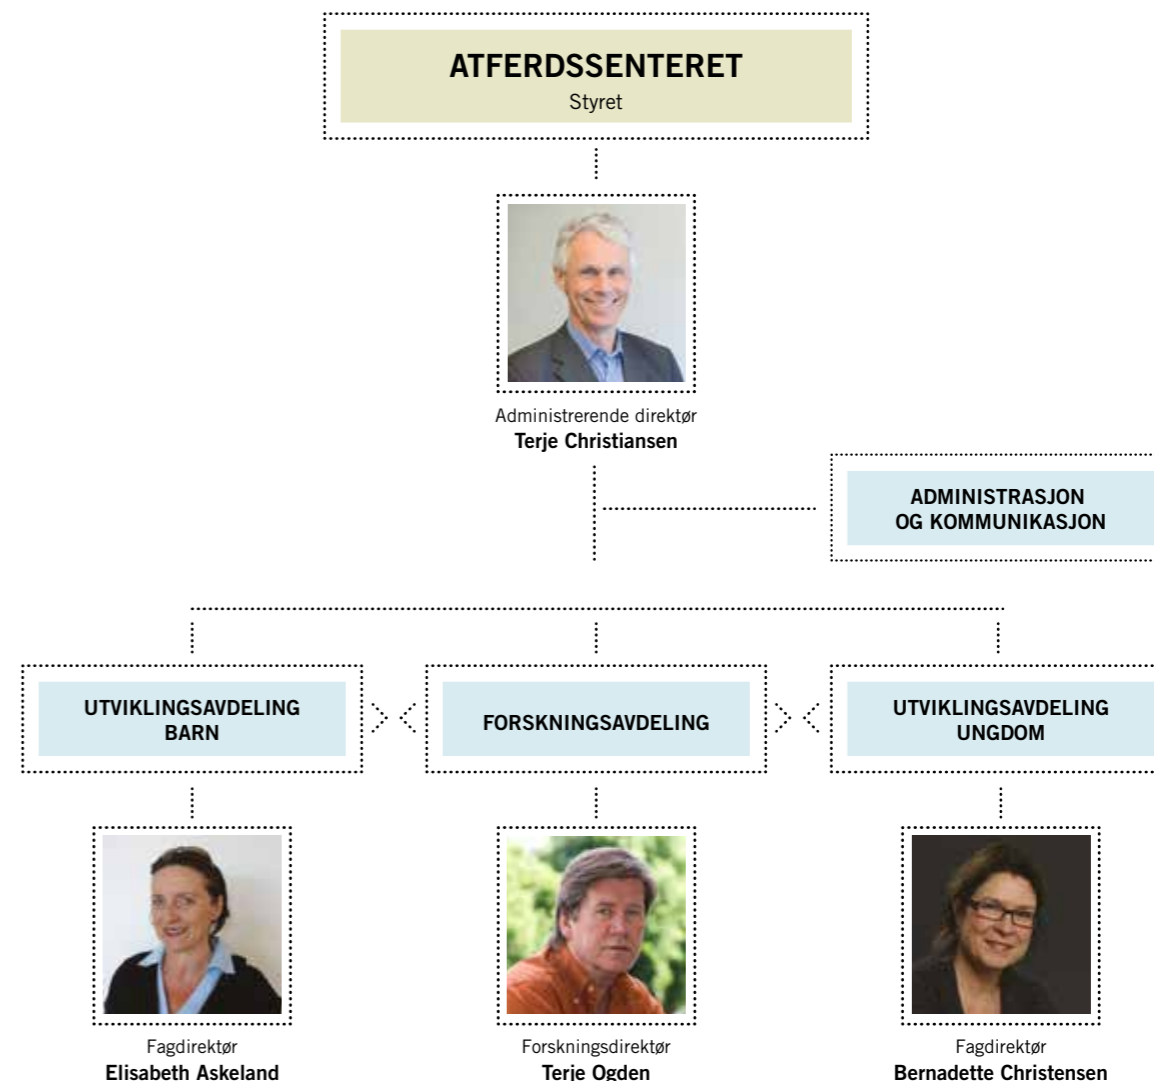 ATFERDSSENTERET
Styret
Administrerende direktør
Terje Christiansen
ADMINISTRASJON
OG KOMMUNIKASJON
UTVIKLINGSAVDELING
BARN
FORSKNINGSAVDELING
UTVIKLINGSAVDELING
UNGDOM
Fagdirektør
Elisabeth Askeland
Forskningsdirektør
Terje Ogden
Fagdirektør
Bernadette Christensen